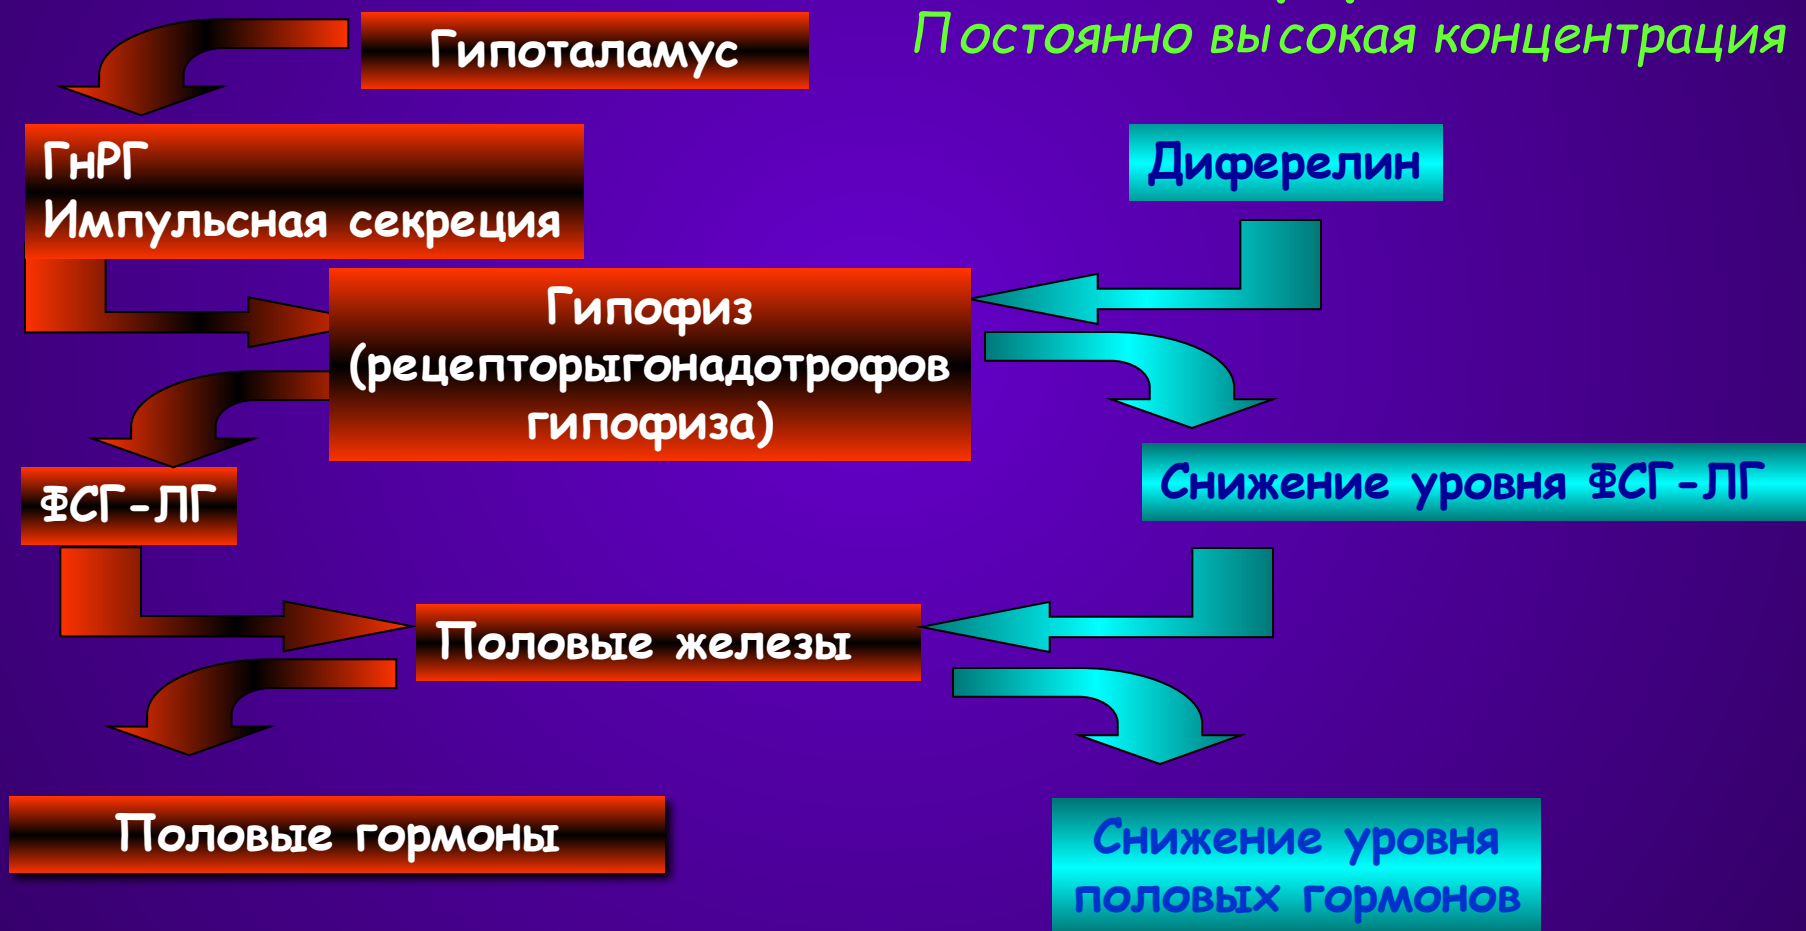 Постоянно высокая концентрация
Гипоталамус
ГнРГ
Импульсная секреция
Диферелин
Гипофиз
(рецепторыгонадотрофов
гипофиза)
ФСГ-ЛГ
Снижение уровня ФСГ-ЛГ
Половые железы
Половые гормоны
Снижение уровня
половых гормонов